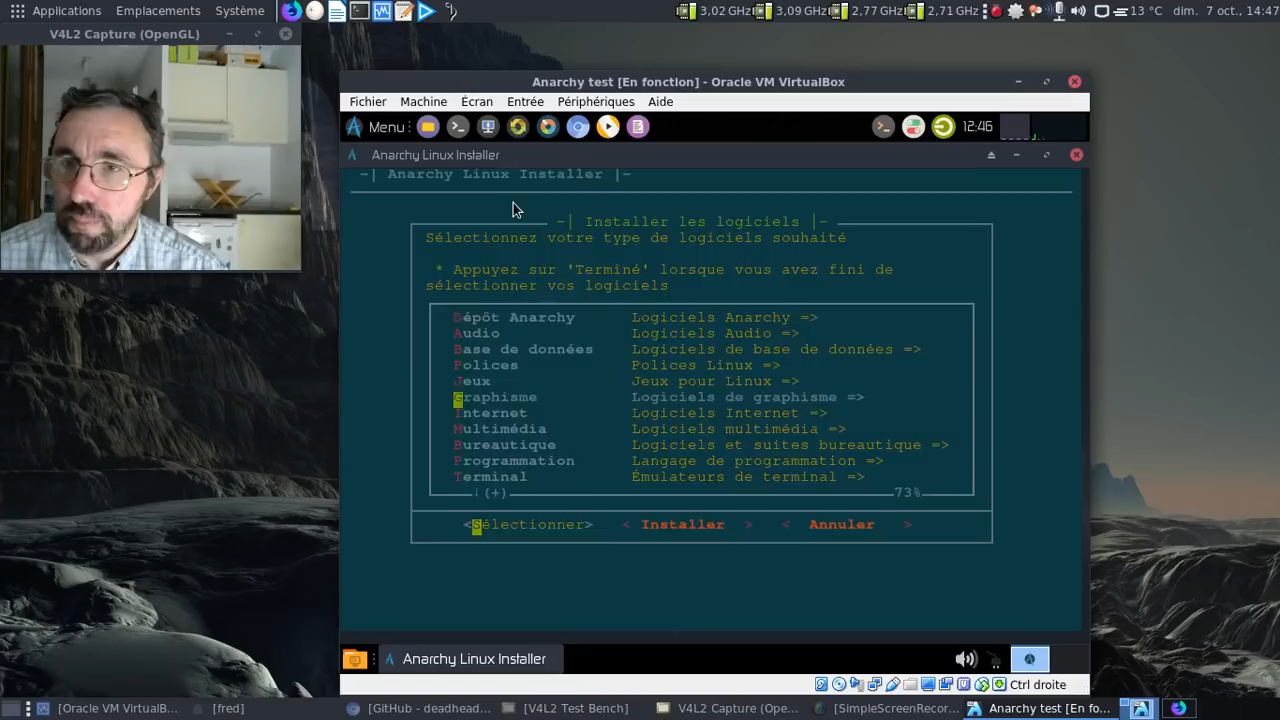 Applications Emplacements Système
3,02 GHz 3,09 GHz 2,77 GHz 2,71 GHz 13 °C dim. 7 oct., 14:47
V4L2 Capture (OpenGL)
Anarchy test [En fonction] - Oracle VM VirtualBox
Fichier Machine Écran Entrée Périphériques Aide
Menu 12:46
Anarchy Linux Installer
-| Anarchy Linux Installer |-
-| Installer les logiciels |-
Sélectionnez votre type de logiciels souhaité
* Appuyez sur 'Terminé' lorsque vous avez fini de
sélectionner vos logiciels
Dépôt Anarchy Logiciels Anarchy =>
Audio Logiciels Audio =>
Base de données Logiciels de base de données =>
Polices Polices Linux =>
Jeux Jeux pour Linux =>
Graphisme Logiciels de graphisme =>
Internet Logiciels Internet =>
Multimédia Logiciels multimédia =>
Bureautique Logiciels et suites bureautique =>
Programmation Langage de programmation =>
Terminal Émulateurs de terminal =>
↓(+) 73%
<Sélectionner> < Installer > < Annuler >
Anarchy Linux Installer
Ctrl droite
[Oracle VM VirtualB... [fred] [GitHub - deadhead... [V4L2 Test Bench] V4L2 Capture (Ope... [SimpleScreenRecor... Anarchy test [En fo...